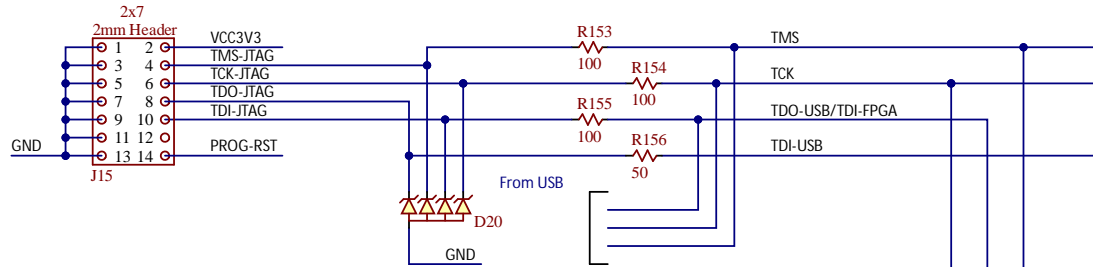 2x7
2mm Header
1 2 VCC3V3
3 4 TMS-JTAG
5 6 TCK-JTAG
7 8 TDO-JTAG
9 10 TDI-JTAG
11 12
GND 13 14 PROG-RST
J15
R153
100
TMS
R154
100
TCK
R155
100
TDO-USB/TDI-FPGA
R156
50
TDI-USB
From USB
D20
GND